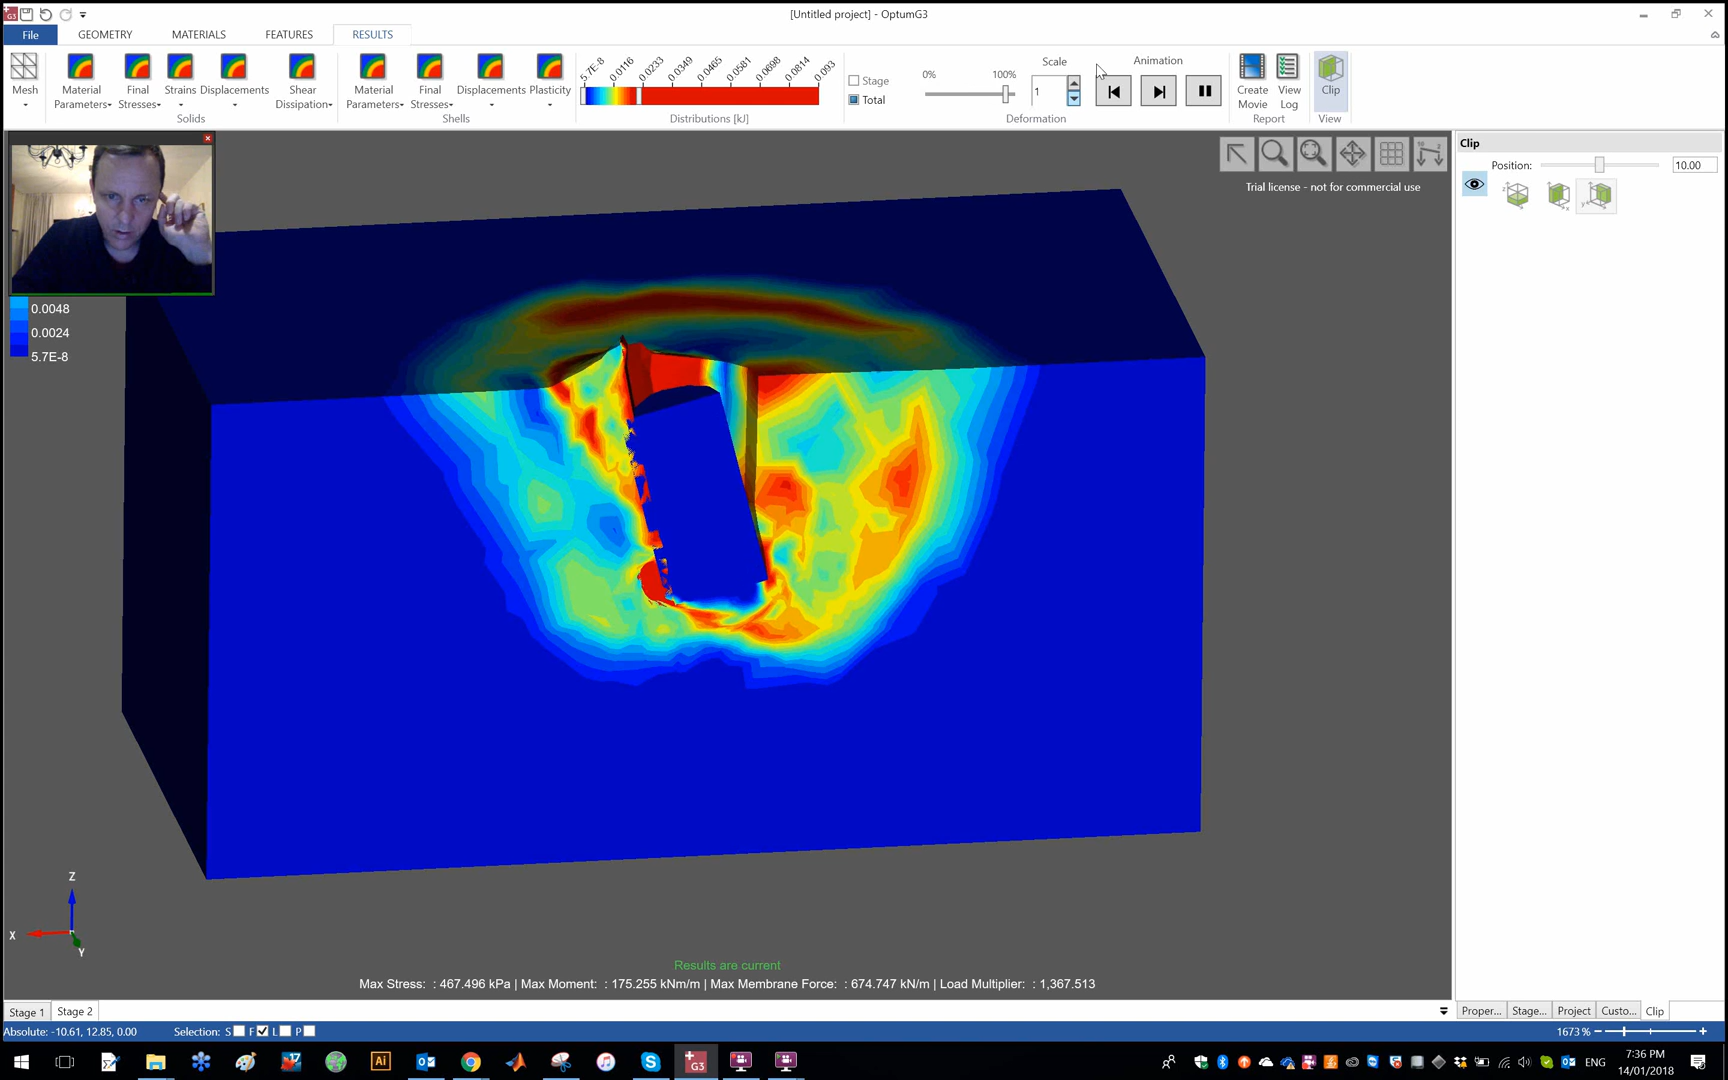 [Untitled project] - OptumG3
File GEOMETRY MATERIALS FEATURES RESULTS
Mesh
Material Parameters
Final Stresses
Strains
Displacements
Shear Dissipation
Solids
Material Parameters
Final Stresses
Displacements
Plasticity
Shells
5.7E-8 0.0116 0.0233 0.0349 0.0465 0.0581 0.0698 0.0814 0.093
Distributions [kJ]
Stage
Total
0% 100%
Scale
1
Animation
Deformation
Create Movie
View Log
Report
Clip
View
Trial license - not for commercial use
Clip
Position: 10.00
0.0048
0.0024
5.7E-8
Z
X
Y
Results are current
Max Stress: : 467.496 kPa | Max Moment: : 175.255 kNm/m | Max Membrane Force: : 674.747 kN/m | Load Multiplier: : 1,367.513
Stage 1 Stage 2
Proper... Stage... Project Custo... Clip
Absolute: -10.61, 12.85, 0.00 Selection: S F L P
1673 %
G3
Ai
17
ENG
7:36 PM
14/01/2018